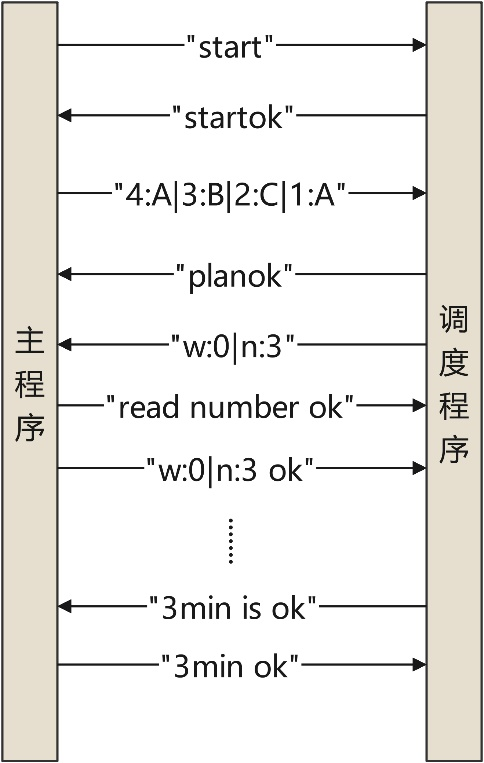 "start"
"startok"
"4:A|3:B|2:C|1:A"
"planok"
"w:0|n:3"
"read number ok"
"w:0|n:3 ok"
"3min is ok"
"3min ok"
主程序
调度程序